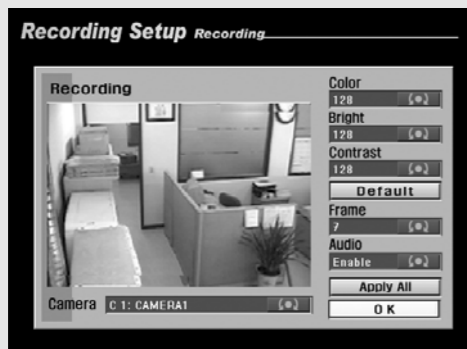 Recording Setup Recording
Recording
Color
128
Bright
128
Contrast
128
Default
Frame
7
Audio
Enable
Apply All
OK
Camera C 1: CAMERA1